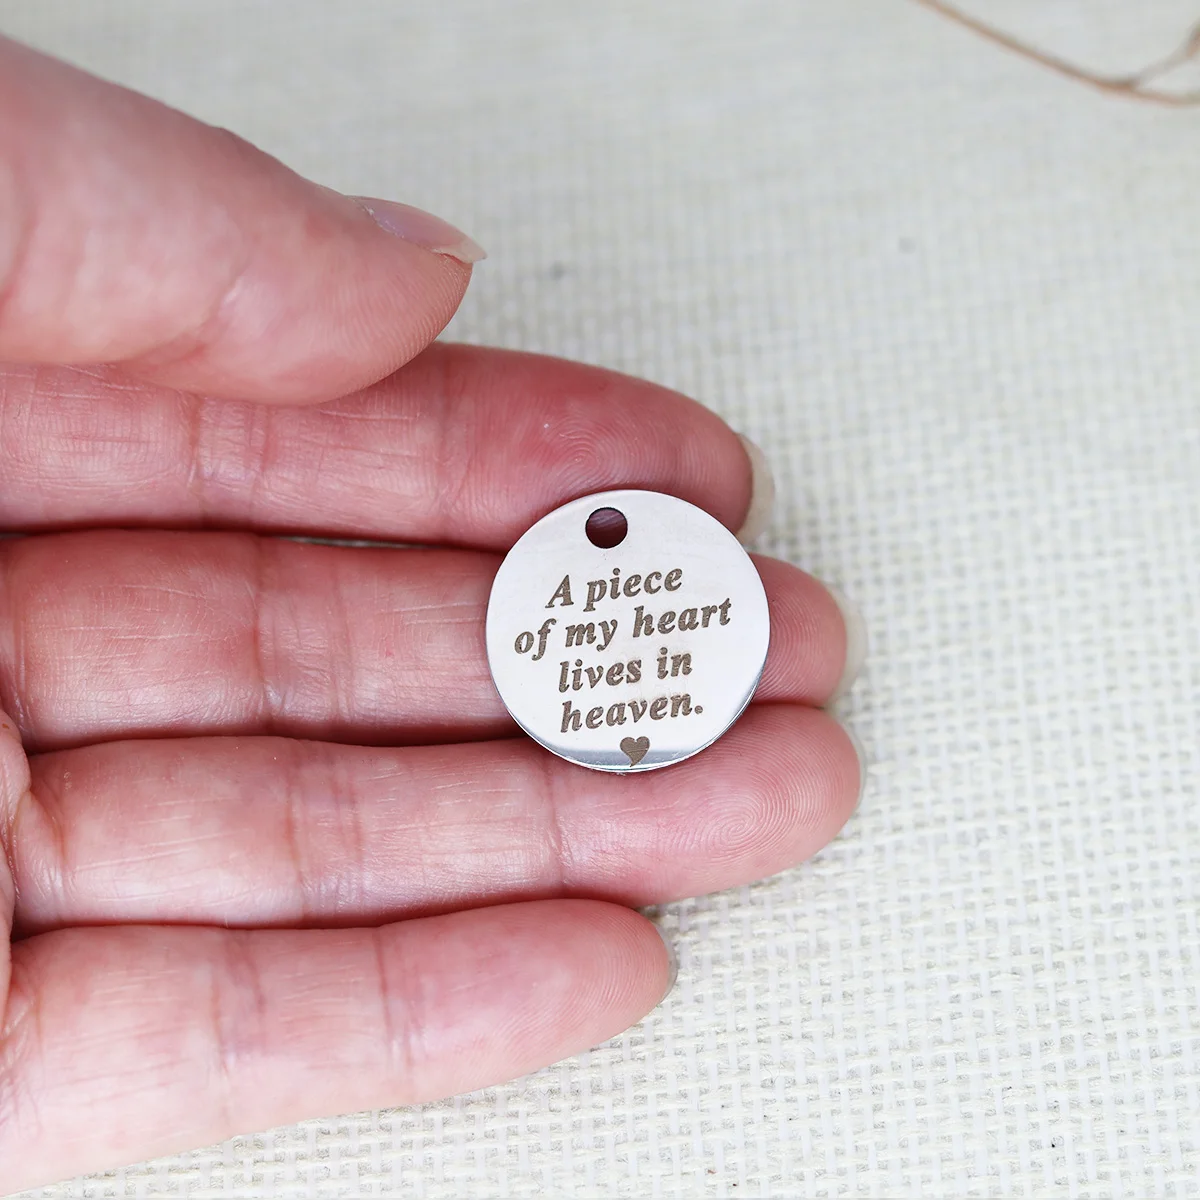 A piece
of my heart
lives in
heaven.